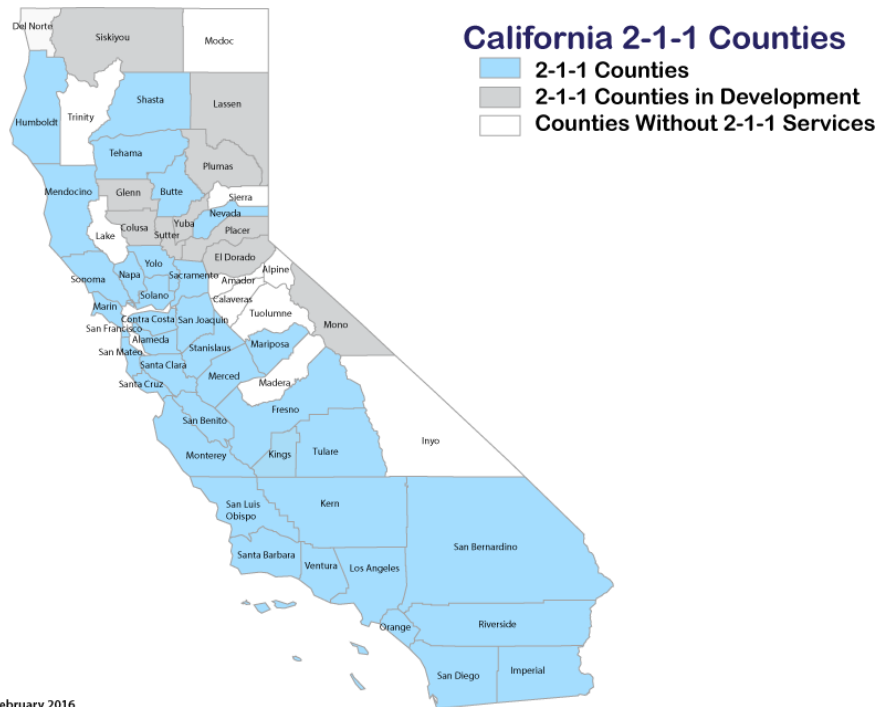 California 2-1-1 Counties
2-1-1 Counties
2-1-1 Counties in Development
Counties Without 2-1-1 Services
Del Norte
Siskiyou
Modoc
Humboldt
Trinity
Shasta
Lassen
Tehama
Plumas
Mendocino
Glenn
Butte
Sierra
Nevada
Lake
Colusa
Sutter
Yuba
Placer
El Dorado
Sonoma
Napa
Yolo
Sacramento
Alpine
Amador
Solano
Calaveras
Marin
Contra Costa
San Joaquin
Tuolumne
Mono
San Francisco
Alameda
San Mateo
Stanislaus
Mariposa
Santa Clara
Merced
Madera
Santa Cruz
Fresno
San Benito
Inyo
Monterey
Kings
Tulare
San Luis
Obispo
Kern
San Bernardino
Santa Barbara
Ventura
Los Angeles
Orange
Riverside
San Diego
Imperial
ebruary 2016